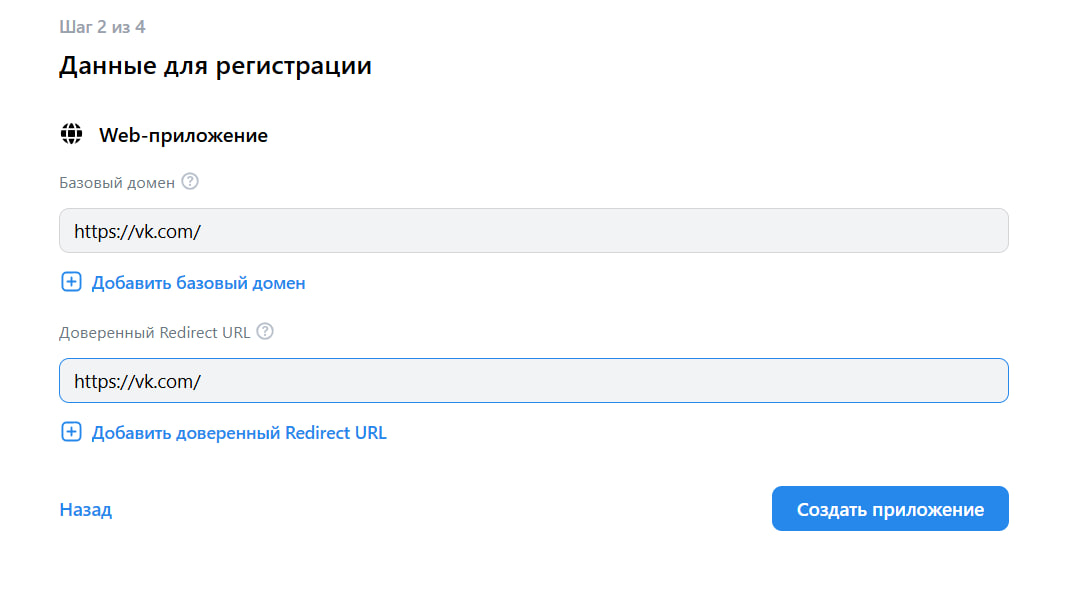 Шаг 2 из 4
Данные для регистрации
Web-приложение
Базовый домен ?
https://vk.com/
Добавить базовый домен
Доверенный Redirect URL ?
https://vk.com/
Добавить доверенный Redirect URL
Назад
Создать приложение